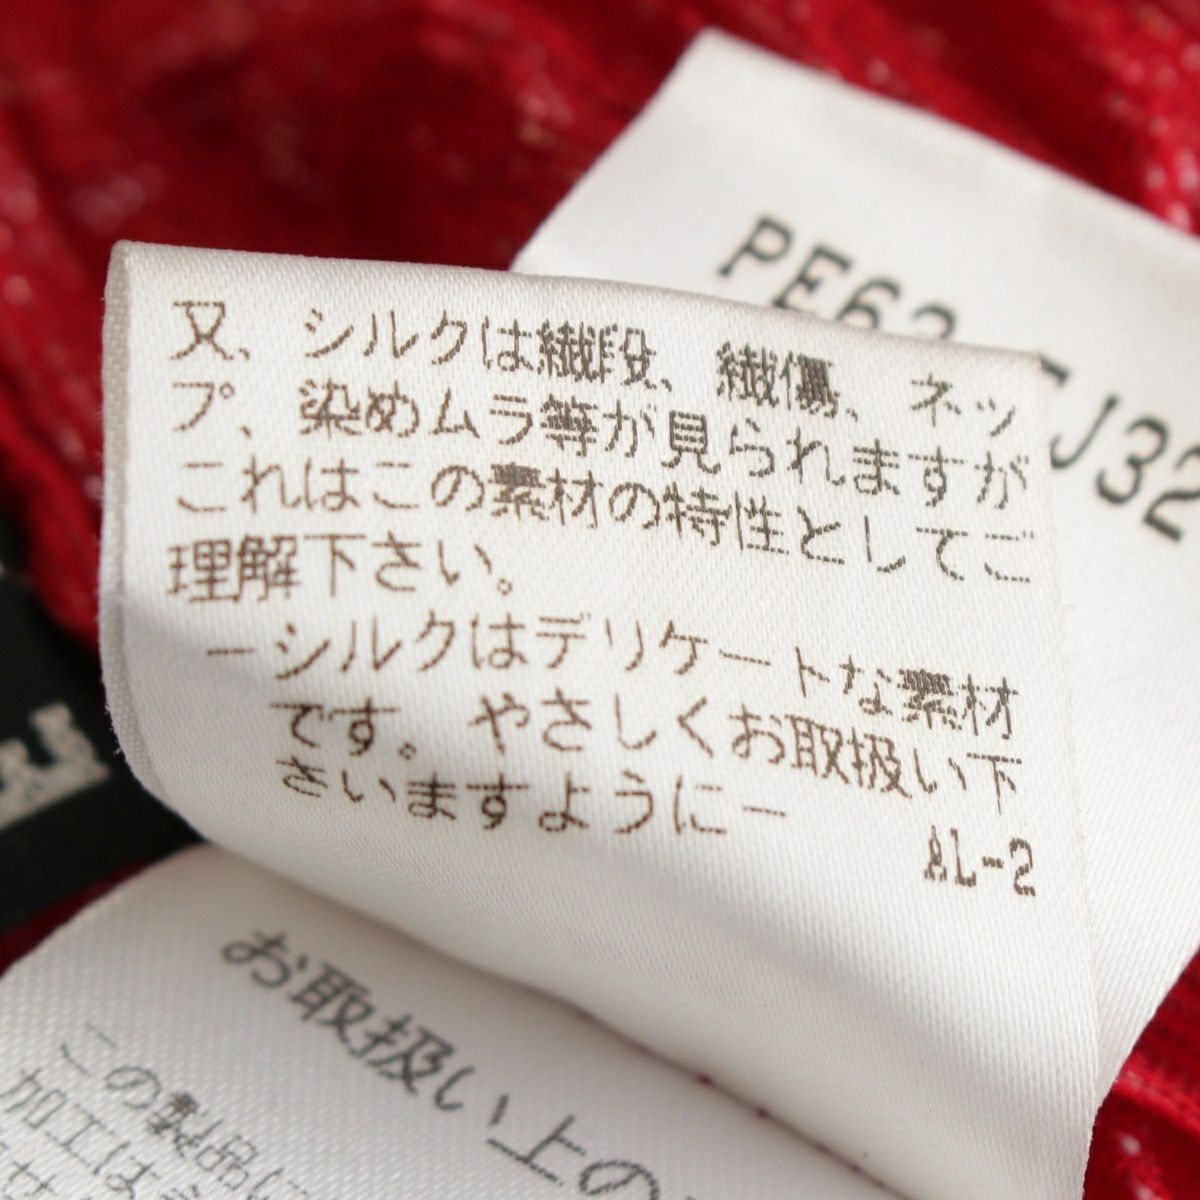 PE62-FJ32
又、シルクは織段、織傷、ネッ
プ、染めムラ等が見られますが
これはこの素材の特性としてご
理解下さい。
ーシルクはデリケートな素材
です。やさしくお取扱い下
さいますようにー
AL-2
お取扱い上の
この製品に
加工は